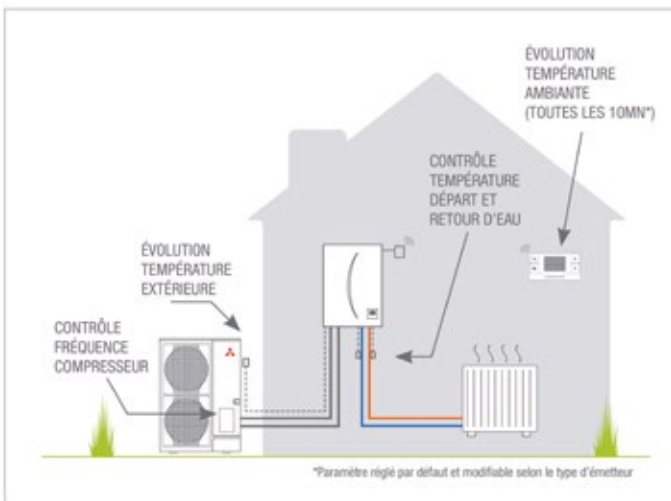 ÉVOLUTION
TEMPÉRATURE
AMBIANTE
(TOUTES LES 10MN*)
CONTRÔLE
TEMPÉRATURE
DÉPART ET
RETOUR D'EAU
ÉVOLUTION
TEMPÉRATURE
EXTÉRIEURE
CONTRÔLE
FRÉQUENCE
COMPRESSEUR
*Paramètre réglé par défaut et modifiable selon le type d'émetteur